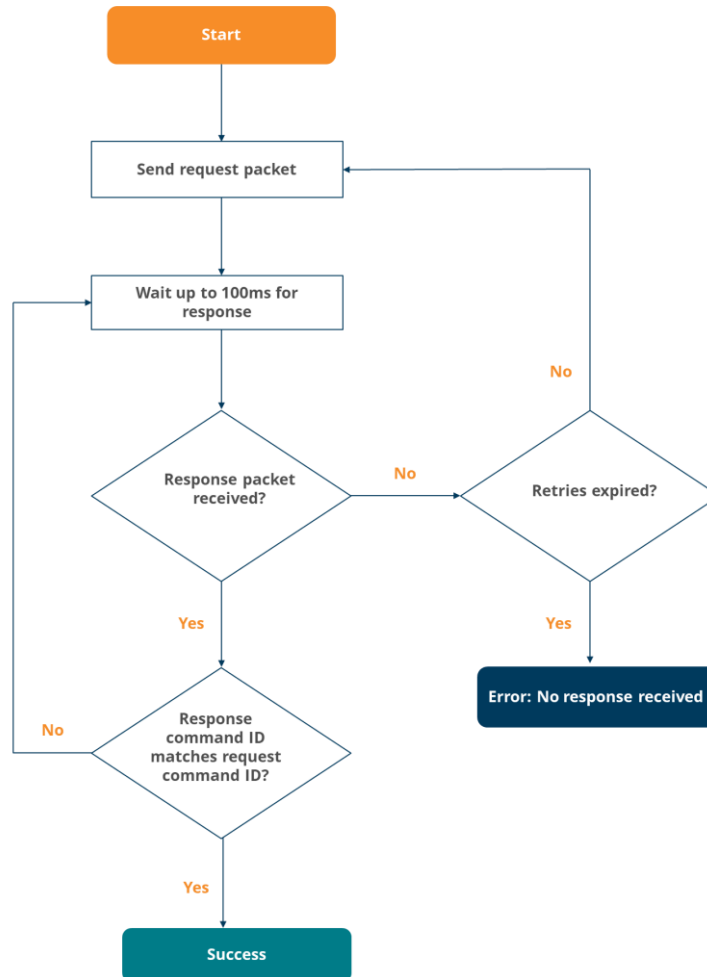 Start
Send request packet
Wait up to 100ms for
response
No
Response packet
received?
No
Retries expired?
Yes
Yes
Error: No response received
No
Response
command ID
matches request
command ID?
Yes
Success